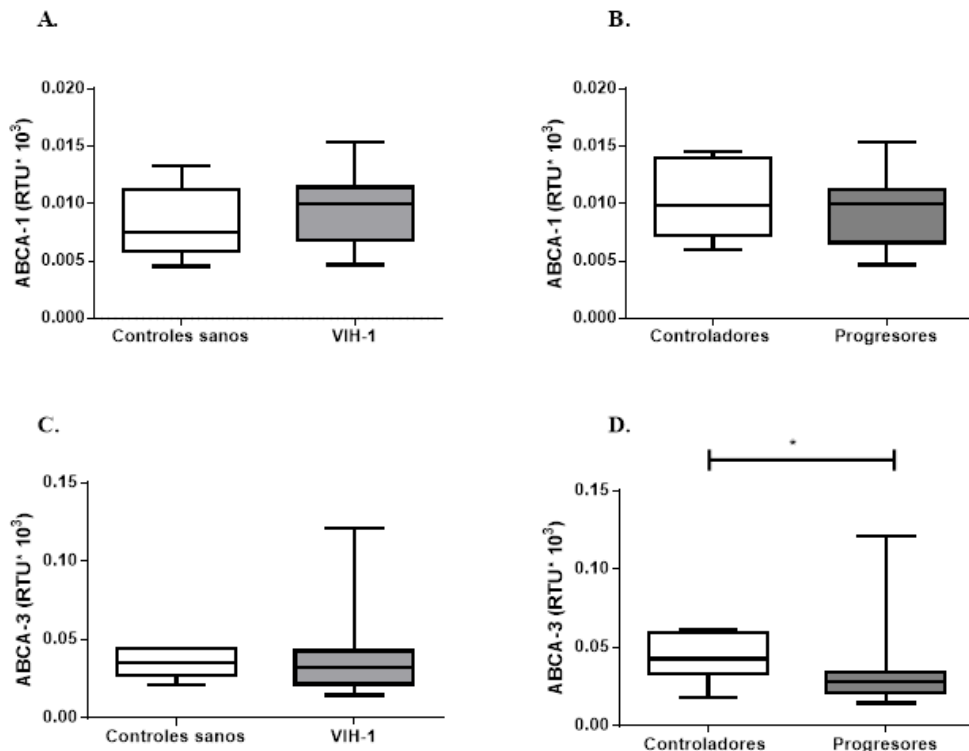 A.
ABCA-1 (RTU* 10³)
0.020
0.015
0.010
0.005
0.000
Controles sanos
VIH-1
B.
ABCA-1 (RTU* 10³)
0.020
0.015
0.010
0.005
0.000
Controladores
Progresores
C.
ABCA-3 (RTU* 10³)
0.15
0.10
0.05
0.00
Controles sanos
VIH-1
D.
*
ABCA-3 (RTU* 10³)
0.15
0.10
0.05
0.00
Controladores
Progresores